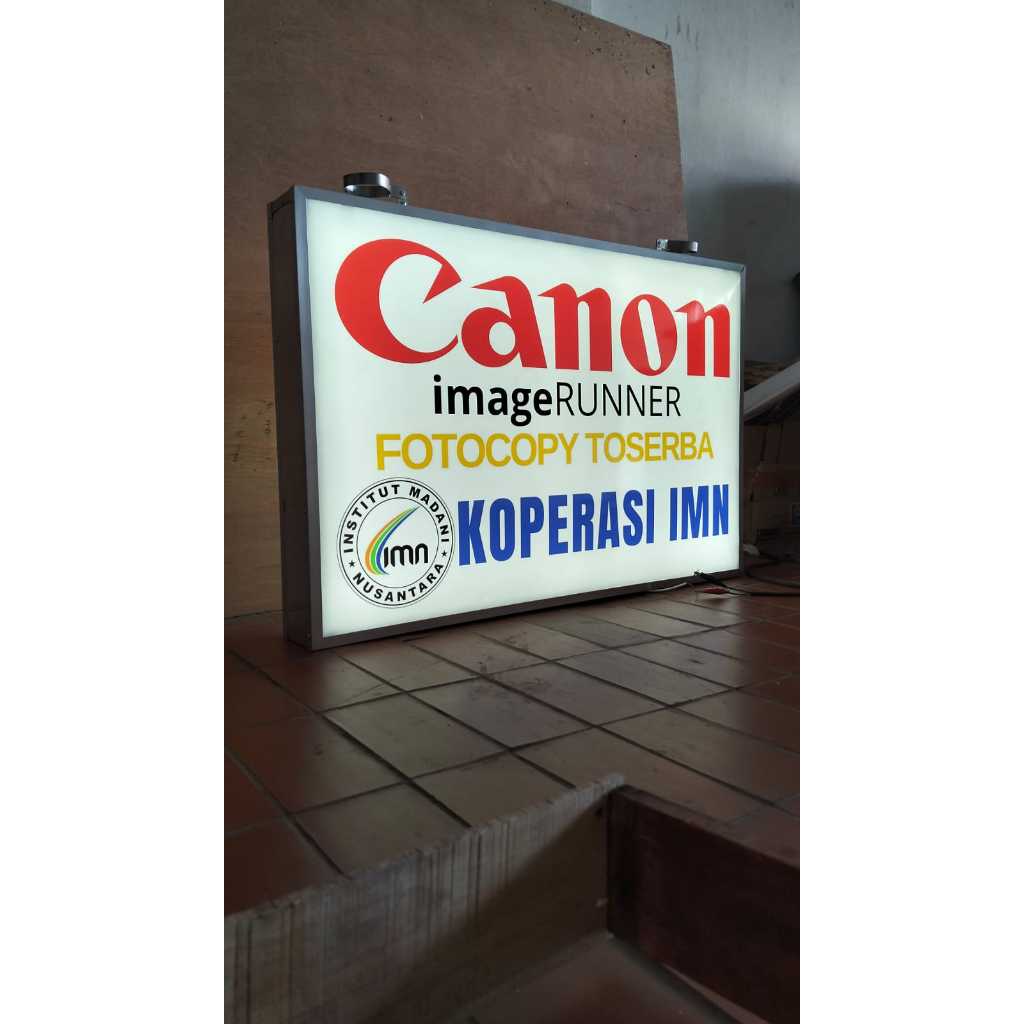 Canon
imageRUNNER
FOTOCOPY TOSERBA
INSTITUT MADANI
NUSANTARA
imn
KOPERASI IMN